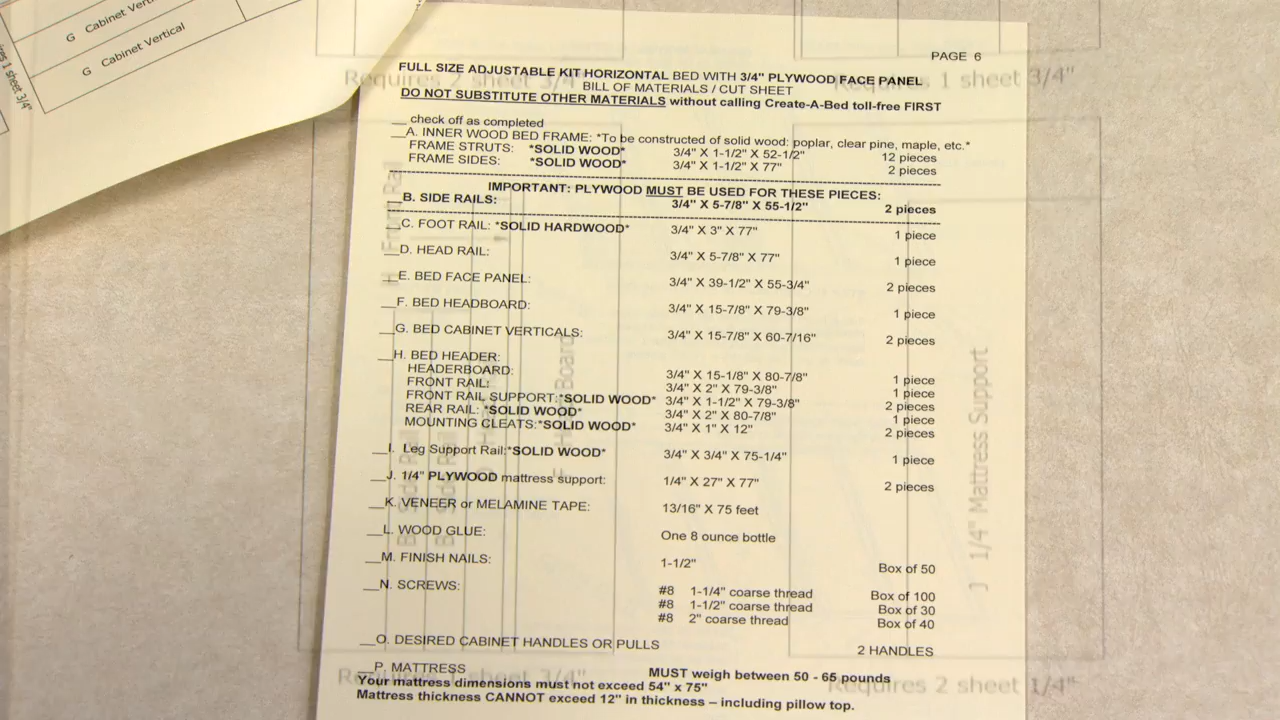 G Cabinet Vertical
G Cabinet Vertical
PAGE 6
FULL SIZE ADJUSTABLE KIT HORIZONTAL BED WITH 3/4" PLYWOOD FACE PANEL
BILL OF MATERIALS / CUT SHEET
DO NOT SUBSTITUTE OTHER MATERIALS without calling Create-A-Bed toll-free FIRST
Requires 2 sheet 3/4"
Requires 1 sheet 3/4"
__ check off as completed
__A. INNER WOOD BED FRAME: *To be constructed of solid wood: poplar, clear pine, maple, etc.*
FRAME STRUTS: *SOLID WOOD* 3/4" X 1-1/2" X 52-1/2" 12 pieces
FRAME SIDES: *SOLID WOOD* 3/4" X 1-1/2" X 77" 2 pieces
IMPORTANT: PLYWOOD MUST BE USED FOR THESE PIECES:
__B. SIDE RAILS: 3/4" X 5-7/8" X 55-1/2" 2 pieces
__C. FOOT RAIL: *SOLID HARDWOOD* 3/4" X 3" X 77" 1 piece
__D. HEAD RAIL: 3/4" X 5-7/8" X 77" 1 piece
__E. BED FACE PANEL: 3/4" X 39-1/2" X 55-3/4" 2 pieces
__F. BED HEADBOARD: 3/4" X 15-7/8" X 79-3/8" 1 piece
__G. BED CABINET VERTICALS: 3/4" X 15-7/8" X 60-7/16" 2 pieces
__H. BED HEADER:
HEADERBOARD: 3/4" X 15-1/8" X 80-7/8" 1 piece
FRONT RAIL: 3/4" X 2" X 79-3/8" 1 piece
FRONT RAIL SUPPORT:*SOLID WOOD* 3/4" X 1-1/2" X 79-3/8" 2 pieces
REAR RAIL: *SOLID WOOD* 3/4" X 2" X 80-7/8" 1 piece
MOUNTING CLEATS:*SOLID WOOD* 3/4" X 1" X 12" 2 pieces
__I. Leg Support Rail:*SOLID WOOD* 3/4" X 3/4" X 75-1/4" 1 piece
__J. 1/4" PLYWOOD mattress support: 1/4" X 27" X 77" 2 pieces
__K. VENEER or MELAMINE TAPE: 13/16" X 75 feet
__L. WOOD GLUE: One 8 ounce bottle
__M. FINISH NAILS: 1-1/2" Box of 50
__N. SCREWS: #8 1-1/4" coarse thread Box of 100
#8 1-1/2" coarse thread Box of 30
#8 2" coarse thread Box of 40
__O. DESIRED CABINET HANDLES OR PULLS 2 HANDLES
__P. MATTRESS MUST weigh between 50 - 65 pounds
Your mattress dimensions must not exceed 54" x 75"
Mattress thickness CANNOT exceed 12" in thickness – including pillow top.
J 1/4" Mattress Support
Requires 2 sheet 1/4"